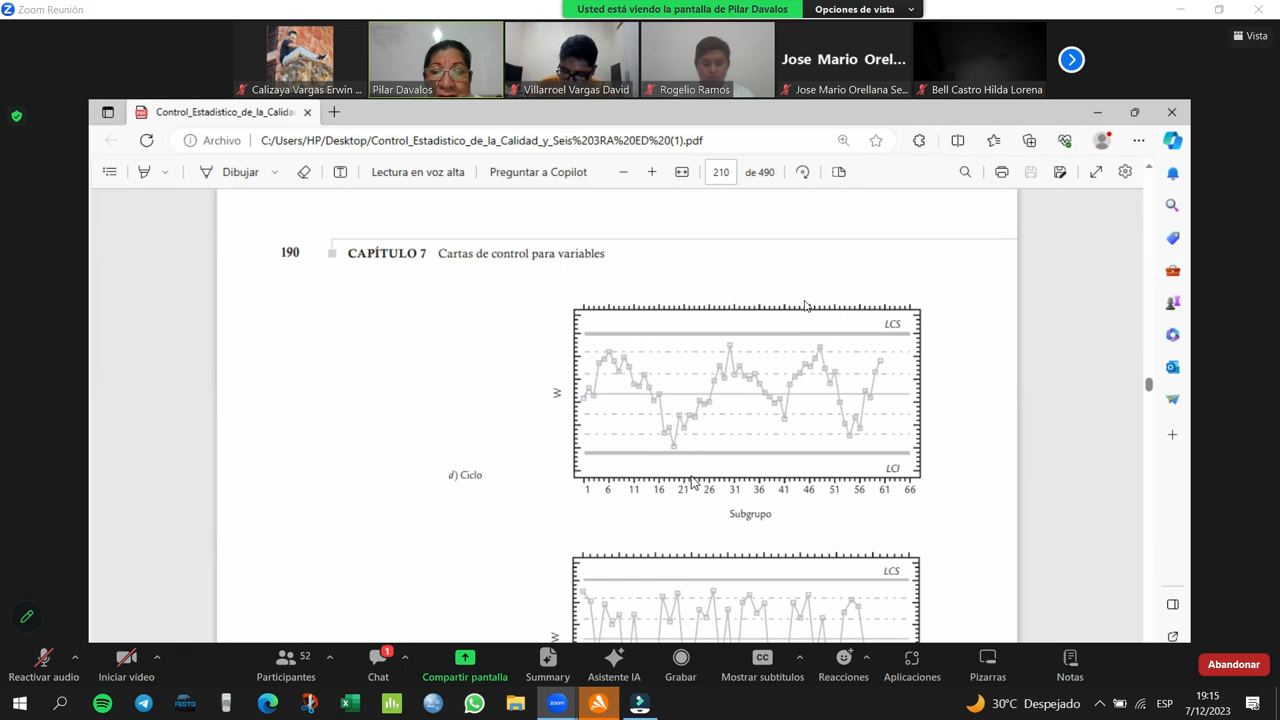 Zoom Reunión
Usted está viendo la pantalla de Pilar Davalos
Opciones de vista
Vista
Calizaya Vargas Erwin ...
Pilar Davalos
Villarroel Vargas David
Rogelio Ramos
Jose Mario Orel...
Jose Mario Orellana Se...
Bell Castro Hilda Lorena
Control_Estadistico_de_la_Calida
Archivo
C:/Users/HP/Desktop/Control_Estadistico_de_la_Calidad_y_Seis%203RA%20ED%20(1).pdf
Dibujar
Lectura en voz alta
Preguntar a Copilot
210
de 490
190
CAPÍTULO 7 Cartas de control para variables
LCS
W
LCI
d) Ciclo
1 6 11 16 21 26 31 36 41 46 51 56 61 66
Subgrupo
LCS
W
52
1
Reactivar audio
Iniciar video
Participantes
Chat
Compartir pantalla
Summary
Asistente IA
Grabar
Mostrar subtítulos
Reacciones
Aplicaciones
Pizarras
Notas
Abandonar
FESTO
zoom
30°C Despejado
ESP
19:15
7/12/2023